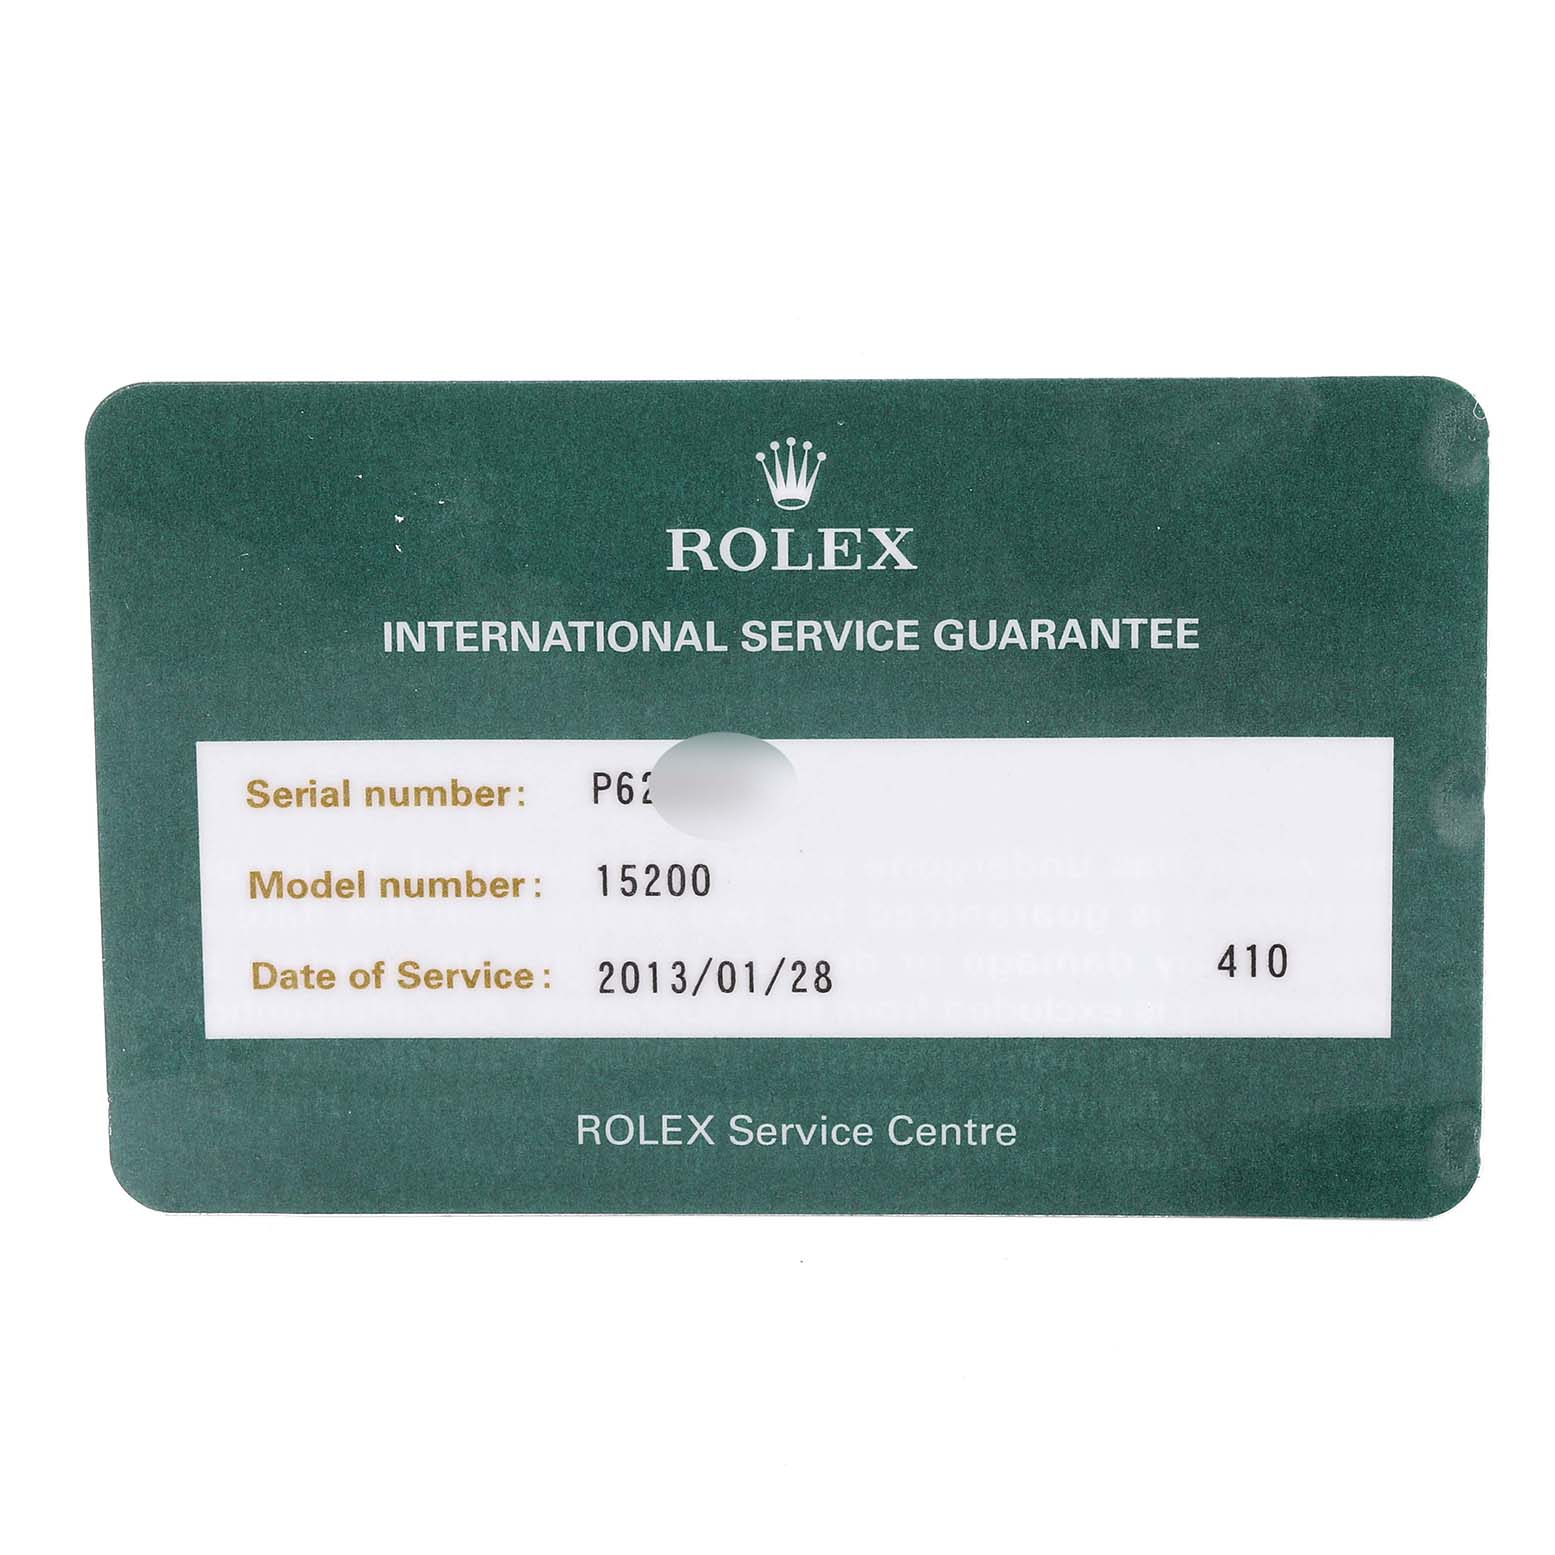 ROLEX
INTERNATIONAL SERVICE GUARANTEE
Serial number: P62
Model number: 15200
Date of Service: 2013/01/28 410
ROLEX Service Centre